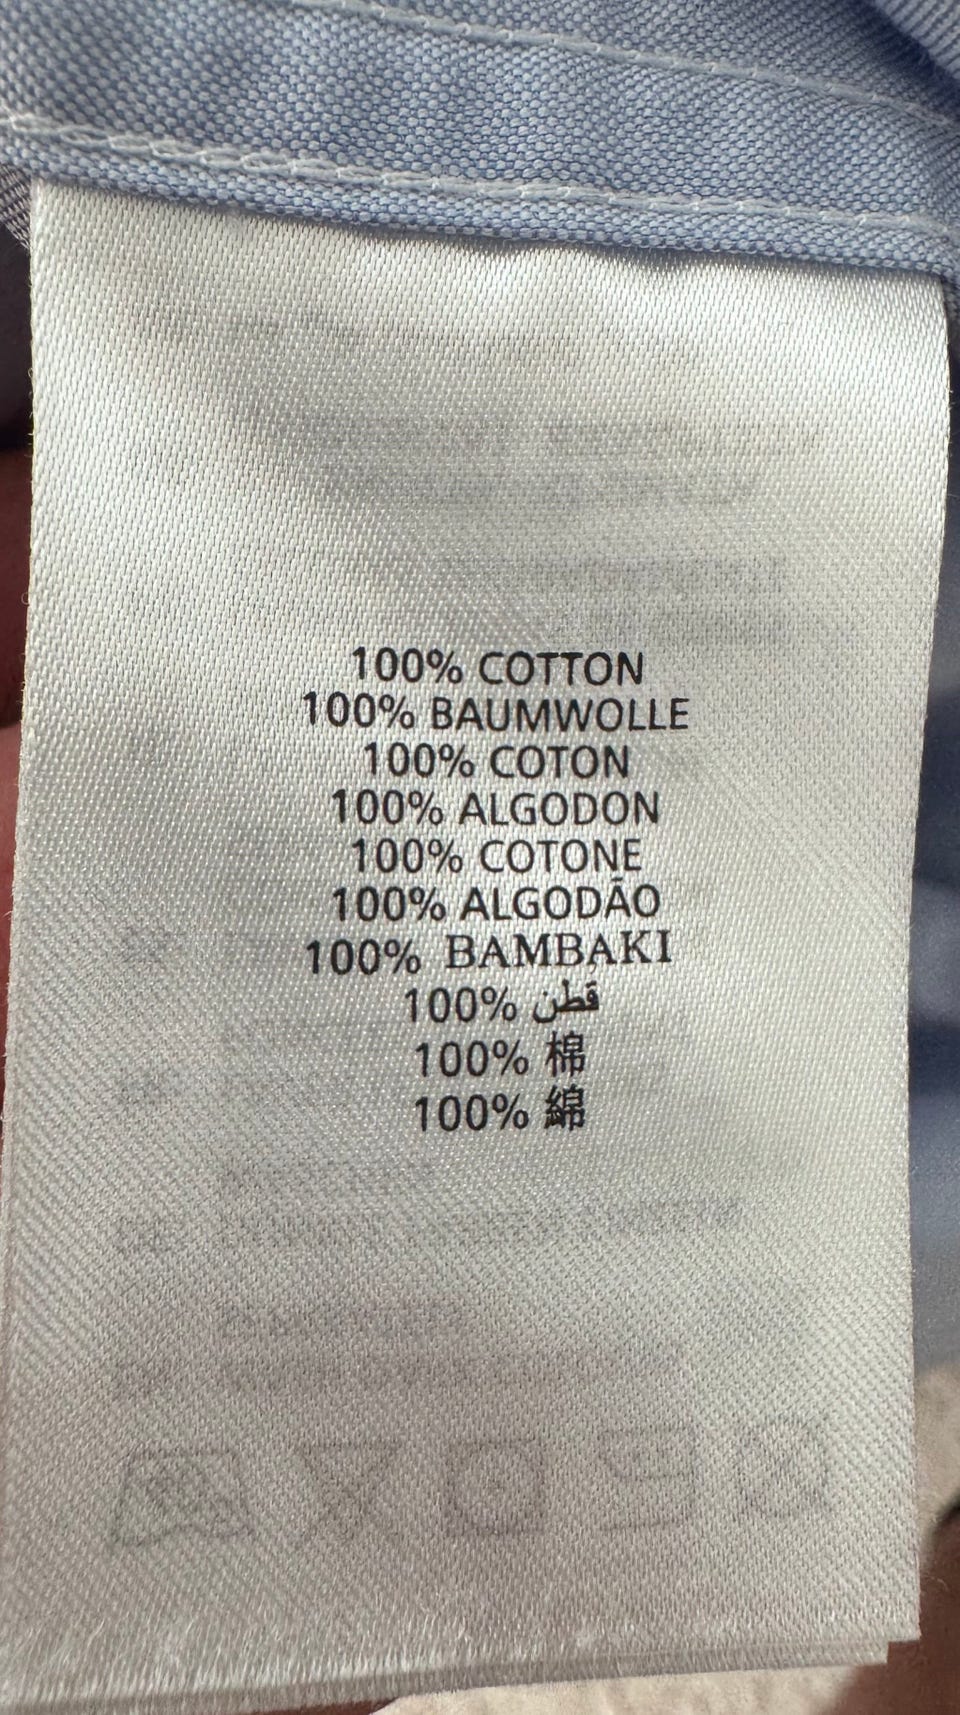 100% COTTON
100% BAUMWOLLE
100% COTON
100% ALGODON
100% COTONE
100% ALGODÃO
100% BAMBAKI
100% قطن
100% 棉
100% 綿